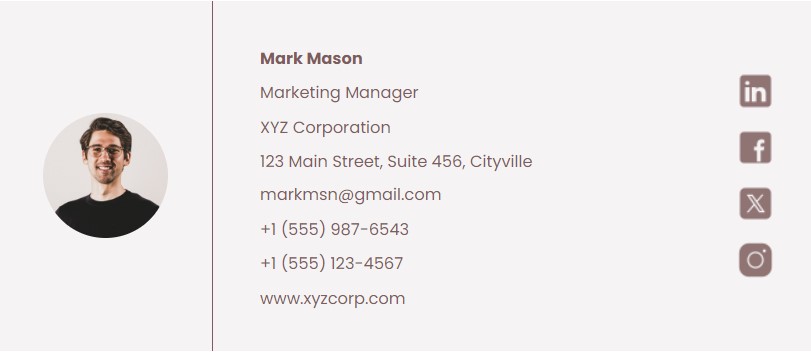 Mark Mason
Marketing Manager
XYZ Corporation
123 Main Street, Suite 456, Cityville
markmsn@gmail.com
+1 (555) 987-6543
+1 (555) 123-4567
www.xyzcorp.com
in
f
X